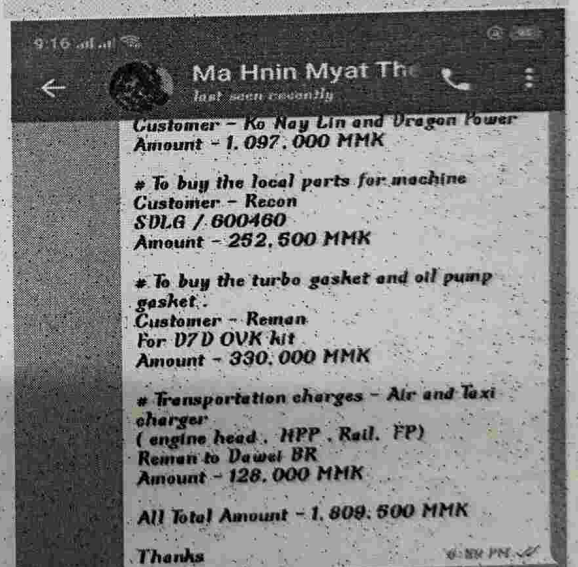 9:16
Ma Hnin Myat The
last seen recently
Customer - Ko Nay Lin and Dragon Power
Amount - 1,097,000 MMK
# To buy the local parts for machine
Customer - Recon
SDLG / 600460
Amount - 252,500 MMK
# To buy the turbo gasket and oil pump
gasket.
Customer - Reman
For D7D OVK kit
Amount - 330,000 MMK
# Transportation charges - Air and Taxi
charger
( engine head , HPP , Rail, FP)
Reman to Dawei BR
Amount - 128,000 MMK
All Total Amount - 1,809,500 MMK
Thanks
PM